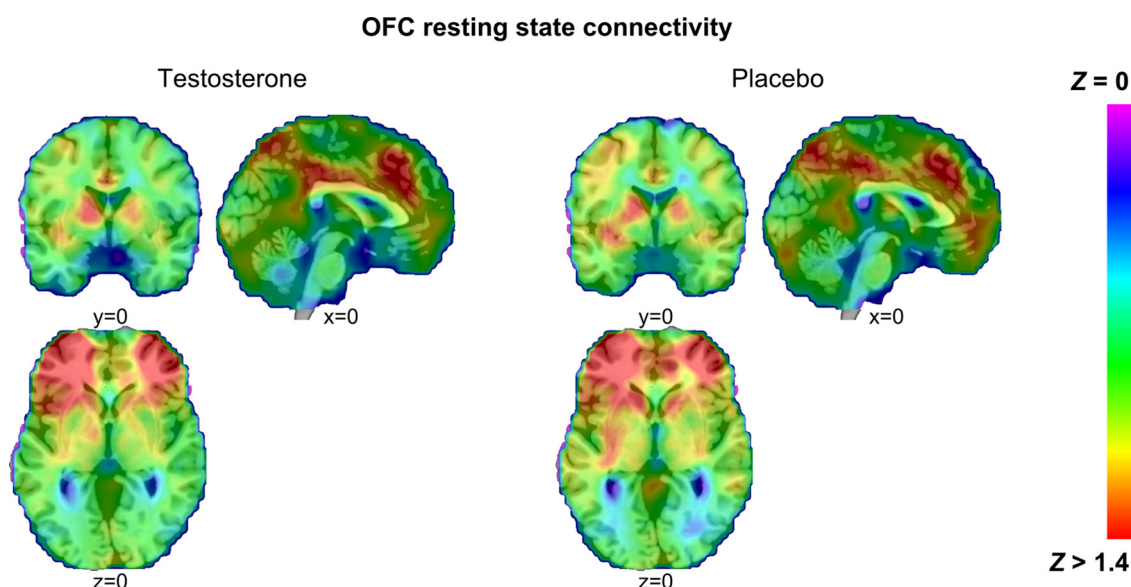 OFC resting state connectivity
Testosterone
Placebo
Z = 0
y=0
x=0
y=0
x=0
z=0
z=0
Z > 1.4